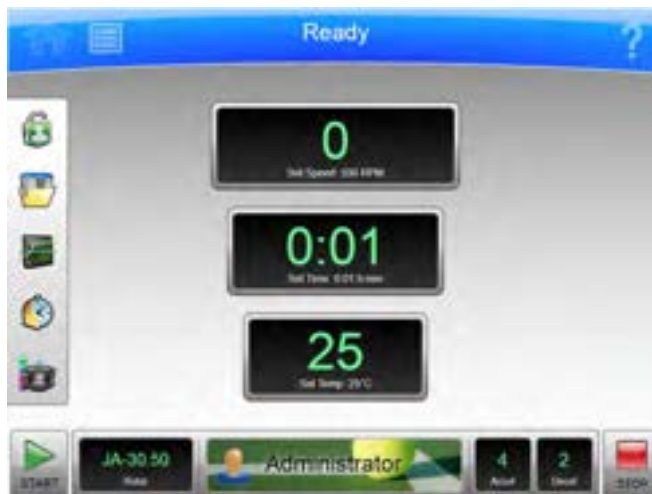 Ready
?
0
Set Speed: 500 RPM
0:01
Set Time: 0:01 h:mm
25
Set Temp: 25°C
START
JA-30.50
Rotor
Administrator
4
Accel
2
Decel
STOP